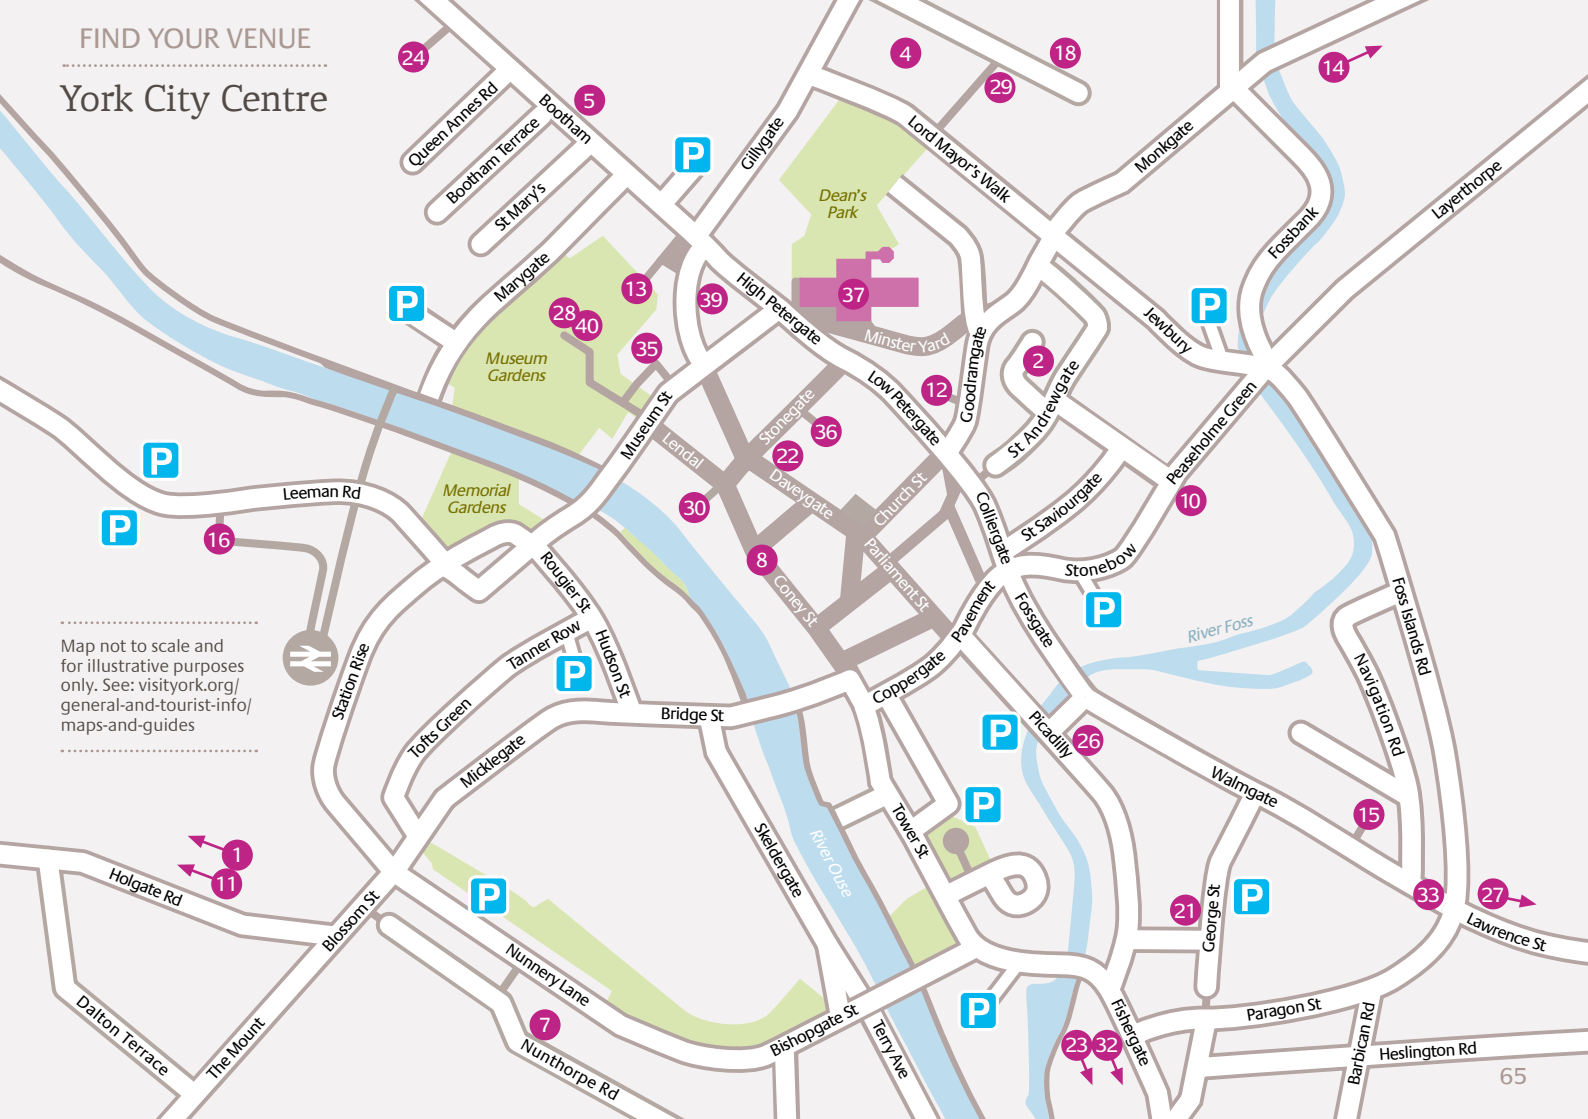 FIND YOUR VENUE
York City Centre
24
5
4
18
29
14
P
Queen Annes Rd
Bootham
Bootham Terrace
St Mary's
Gillygate
Lord Mayor's Walk
Monkgate
Layerthorpe
Fossbank
Dean's
Park
Marygate
P
13
39
High Petergate
37
Minster Yard
Jewbury
P
28
40
35
Museum
Gardens
Low Petergate
12
Goodramgate
2
St Andrewgate
Peaseholme Green
Museum St
Lendal
Stonegate
36
22
Daveygate
Church St
10
P
Leeman Rd
P
16
Memorial
Gardens
30
8
Colliergate
St Saviourgate
Stonebow
P
Rougier St
Coney St
Parliament St
Pavement
Fossgate
Foss Islands Rd
River Foss
Map not to scale and
for illustrative purposes
only. See: visityork.org/
general-and-tourist-info/
maps-and-guides
Station Rise
Tanner Row
Hudson St
P
Coppergate
Navigation Rd
Tofts Green
Bridge St
Micklegate
P
Picadilly
26
Walmgate
15
P
Tower St
Skeldergate
River Ouse
1
11
Holgate Rd
Blossom St
P
21
George St
P
33
27
Lawrence St
Nunnery Lane
7
Nunthorpe Rd
Dalton Terrace
The Mount
Bishopgate St
Terry Ave
P
23
32
Fishergate
Paragon St
Barbican Rd
Heslington Rd
65